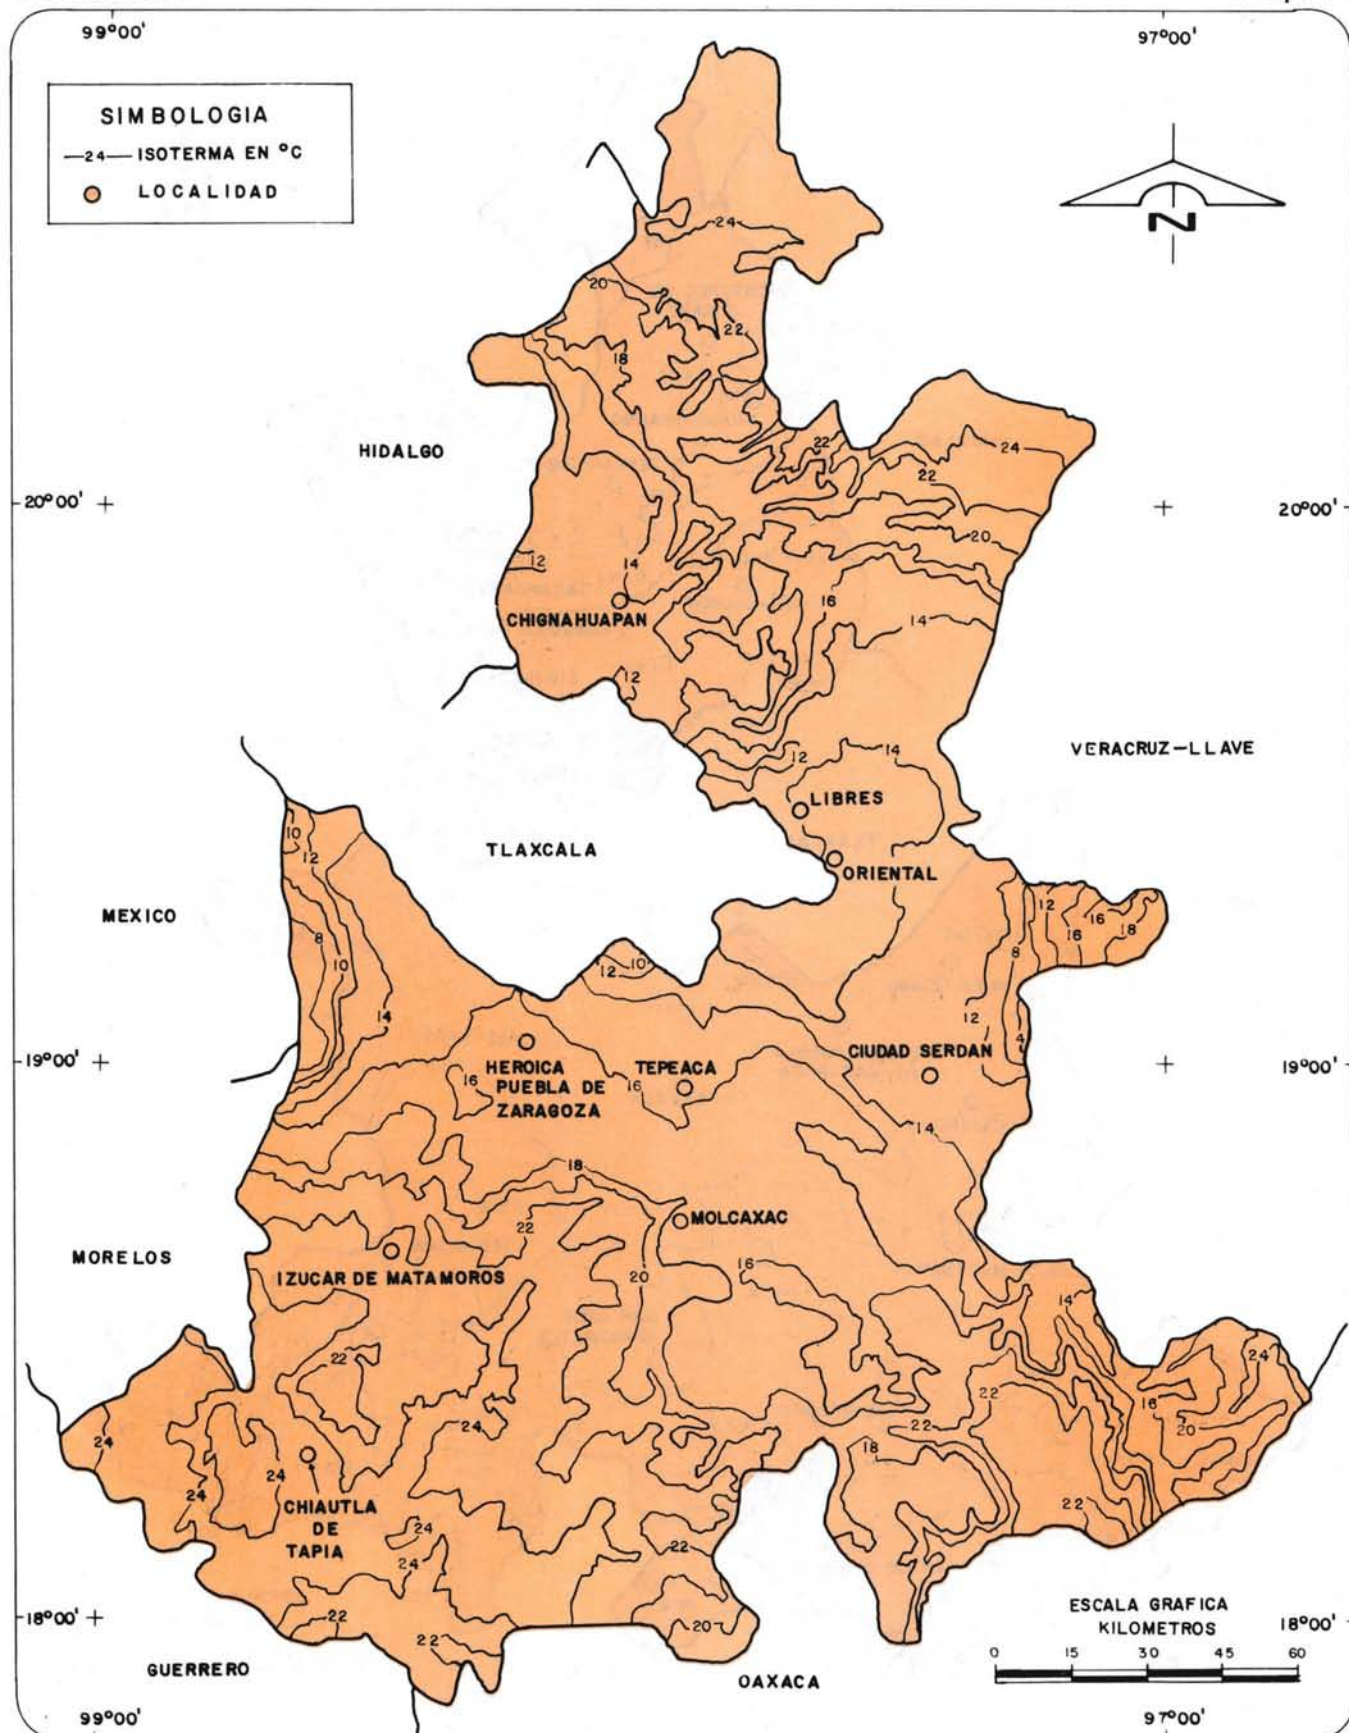 99°00'
97°00'
SIMBOLOGIA
—24— ISOTERMA EN °C
LOCALIDAD
N
24
20
22
18
HIDALGO
22
24
22
20°00'
20°00'
20
12
14
16
CHIGNAHUAPAN
14
12
14
VERACRUZ-LLAVE
12
LIBRES
10
TLAXCALA
12
ORIENTAL
MEXICO
12
16
16
18
8
8
10
12
10
14
12
4
19°00'
CIUDAD SERDAN
19°00'
HEROICA
PUEBLA DE
ZARAGOZA
TEPEACA
16
16
14
18
MOLCAXAC
22
MORELOS
IZUCAR DE MATAMOROS
20
16
14
22
24
22
16
24
24
22
20
18
24
24
CHIAUTLA
DE
TAPIA
22
24
22
24
ESCALA GRAFICA
KILOMETROS
18°00'
18°00'
22
20
22
0 15 30 45 60
GUERRERO
OAXACA
99°00'
97°00'